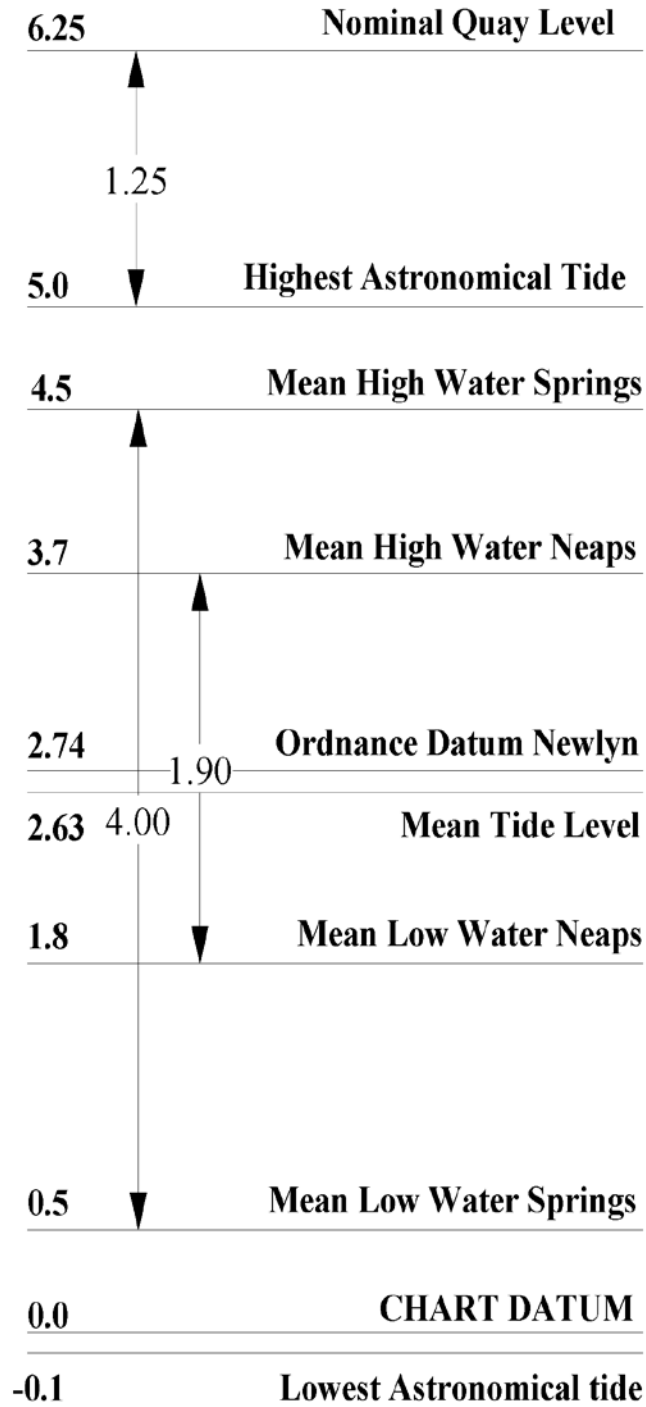 6.25 Nominal Quay Level
1.25
5.0 Highest Astronomical Tide
4.5 Mean High Water Springs
3.7 Mean High Water Neaps
2.74 Ordnance Datum Newlyn
1.90
2.63 4.00 Mean Tide Level
1.8 Mean Low Water Neaps
0.5 Mean Low Water Springs
0.0 CHART DATUM
-0.1 Lowest Astronomical tide